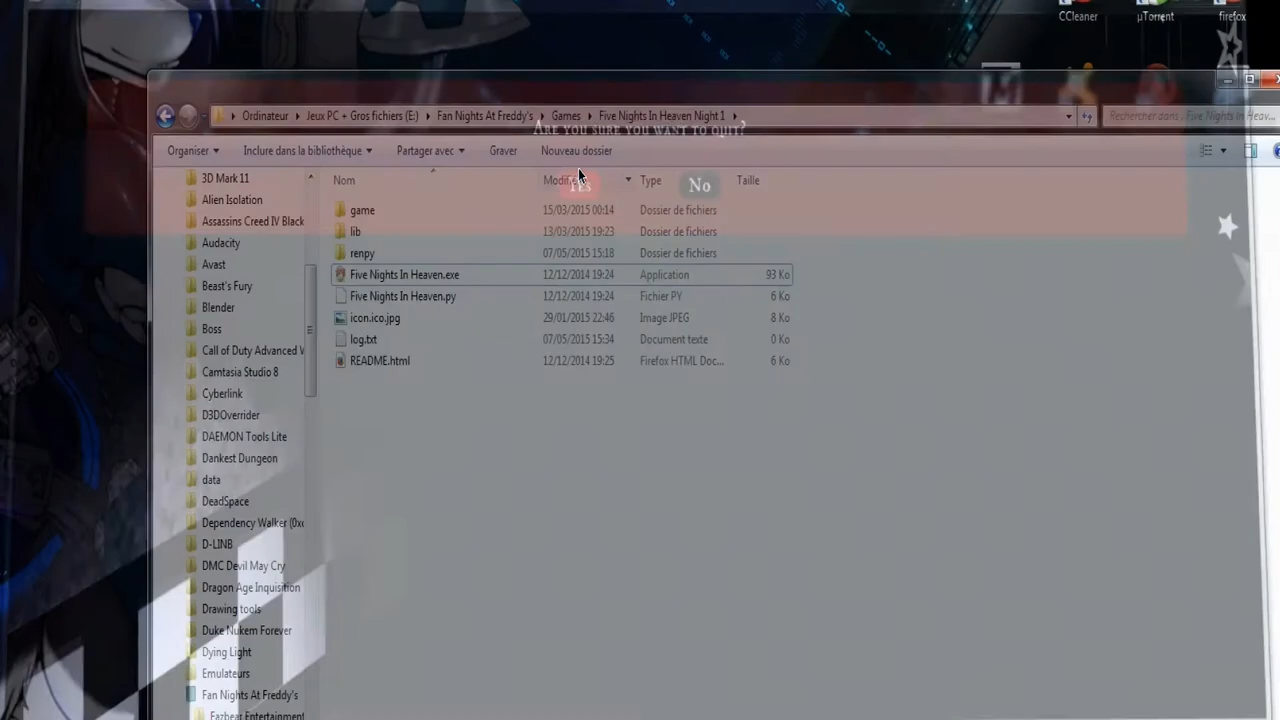 CCleaner
µTorrent
firefox
Ordinateur
Jeux PC + Gros fichiers (E:)
Fan Nights At Freddy's
Games
Five Nights In Heaven Night 1
Rechercher dans : Five Nights In Heav...
Are you sure you want to quit?
Organiser
Inclure dans la bibliothèque
Partager avec
Graver
Nouveau dossier
Yes
No
Nom
Type
Taille
game 15/03/2015 00:14 Dossier de fichiers
lib 13/03/2015 19:23 Dossier de fichiers
renpy 07/05/2015 15:18 Dossier de fichiers
Five Nights In Heaven.exe 12/12/2014 19:24 Application 93 Ko
Five Nights In Heaven.py 12/12/2014 19:24 Fichier PY 6 Ko
icon.ico.jpg 29/01/2015 22:46 Image JPEG 8 Ko
log.txt 07/05/2015 15:34 Document texte 0 Ko
README.html 12/12/2014 19:25 Firefox HTML Doc... 6 Ko
3D Mark 11
Alien Isolation
Assassins Creed IV Black
Audacity
Avast
Beast's Fury
Blender
Boss
Call of Duty Advanced
Camtasia Studio 8
Cyberlink
D3DOverrider
DAEMON Tools Lite
Dankest Dungeon
data
DeadSpace
Dependency Walker
D-LINB
DMC Devil May Cry
Dragon Age Inquisition
Drawing tools
Duke Nukem Forever
Dying Light
Emulateurs
Fan Nights At Freddy's
Fazbear Entertainment